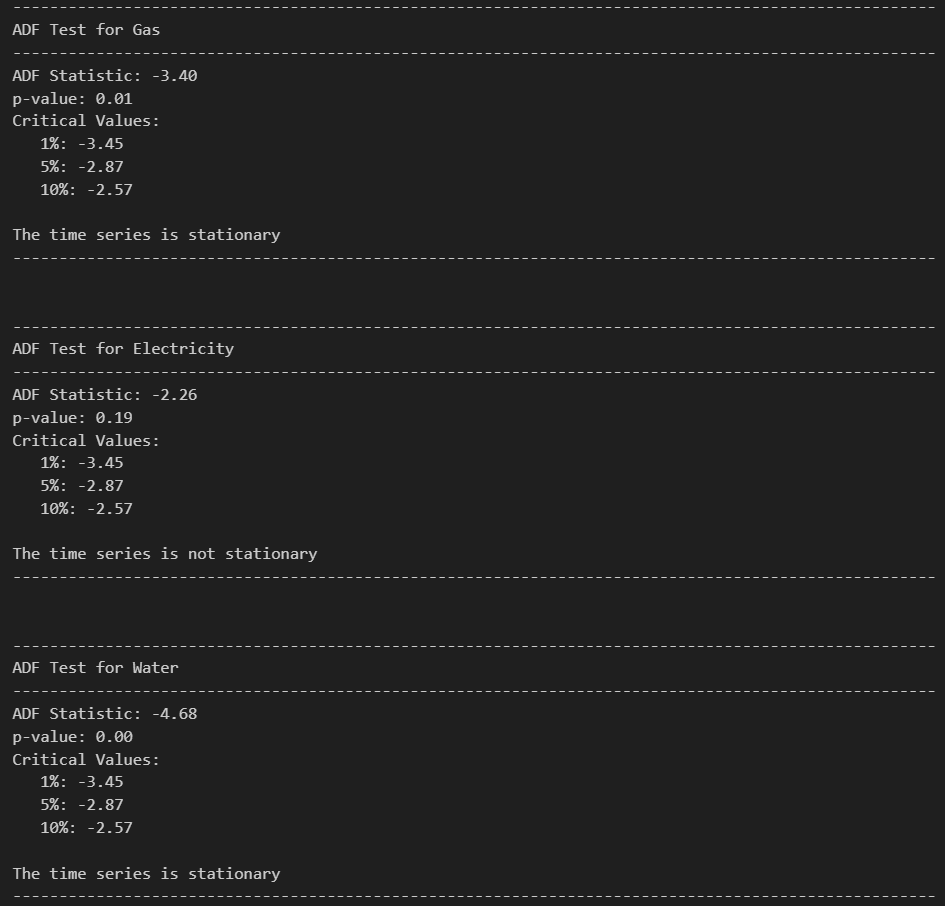 ----------------------------------------------------------------------------------------------------
ADF Test for Gas
----------------------------------------------------------------------------------------------------
ADF Statistic: -3.40
p-value: 0.01
Critical Values:
   1%: -3.45
   5%: -2.87
   10%: -2.57

The time series is stationary
----------------------------------------------------------------------------------------------------


----------------------------------------------------------------------------------------------------
ADF Test for Electricity
----------------------------------------------------------------------------------------------------
ADF Statistic: -2.26
p-value: 0.19
Critical Values:
   1%: -3.45
   5%: -2.87
   10%: -2.57

The time series is not stationary
----------------------------------------------------------------------------------------------------


----------------------------------------------------------------------------------------------------
ADF Test for Water
----------------------------------------------------------------------------------------------------
ADF Statistic: -4.68
p-value: 0.00
Critical Values:
   1%: -3.45
   5%: -2.87
   10%: -2.57

The time series is stationary
----------------------------------------------------------------------------------------------------